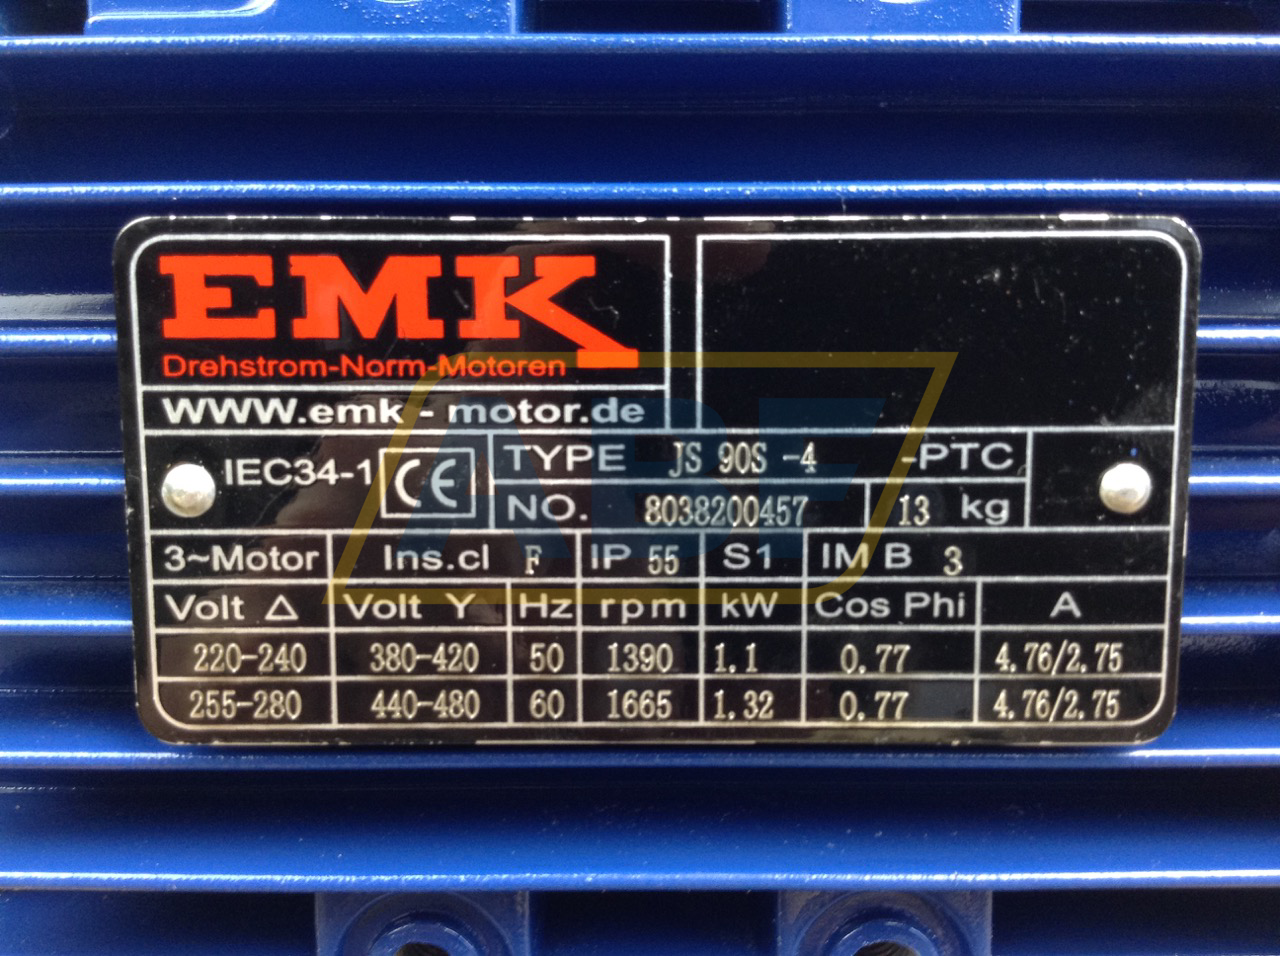 EMK
Drehstrom-Norm-Motoren
WWW.emk - motor.de
IEC34-1 CE TYPE JS 90S -4 -PTC
NO. 8038200457 13 kg
3~Motor Ins.cl F IP 55 S1 IM B 3
Volt Δ Volt Y Hz rpm kW Cos Phi A
220-240 380-420 50 1390 1.1 0.77 4.76/2.75
255-280 440-480 60 1665 1.32 0.77 4.76/2.75
ABF